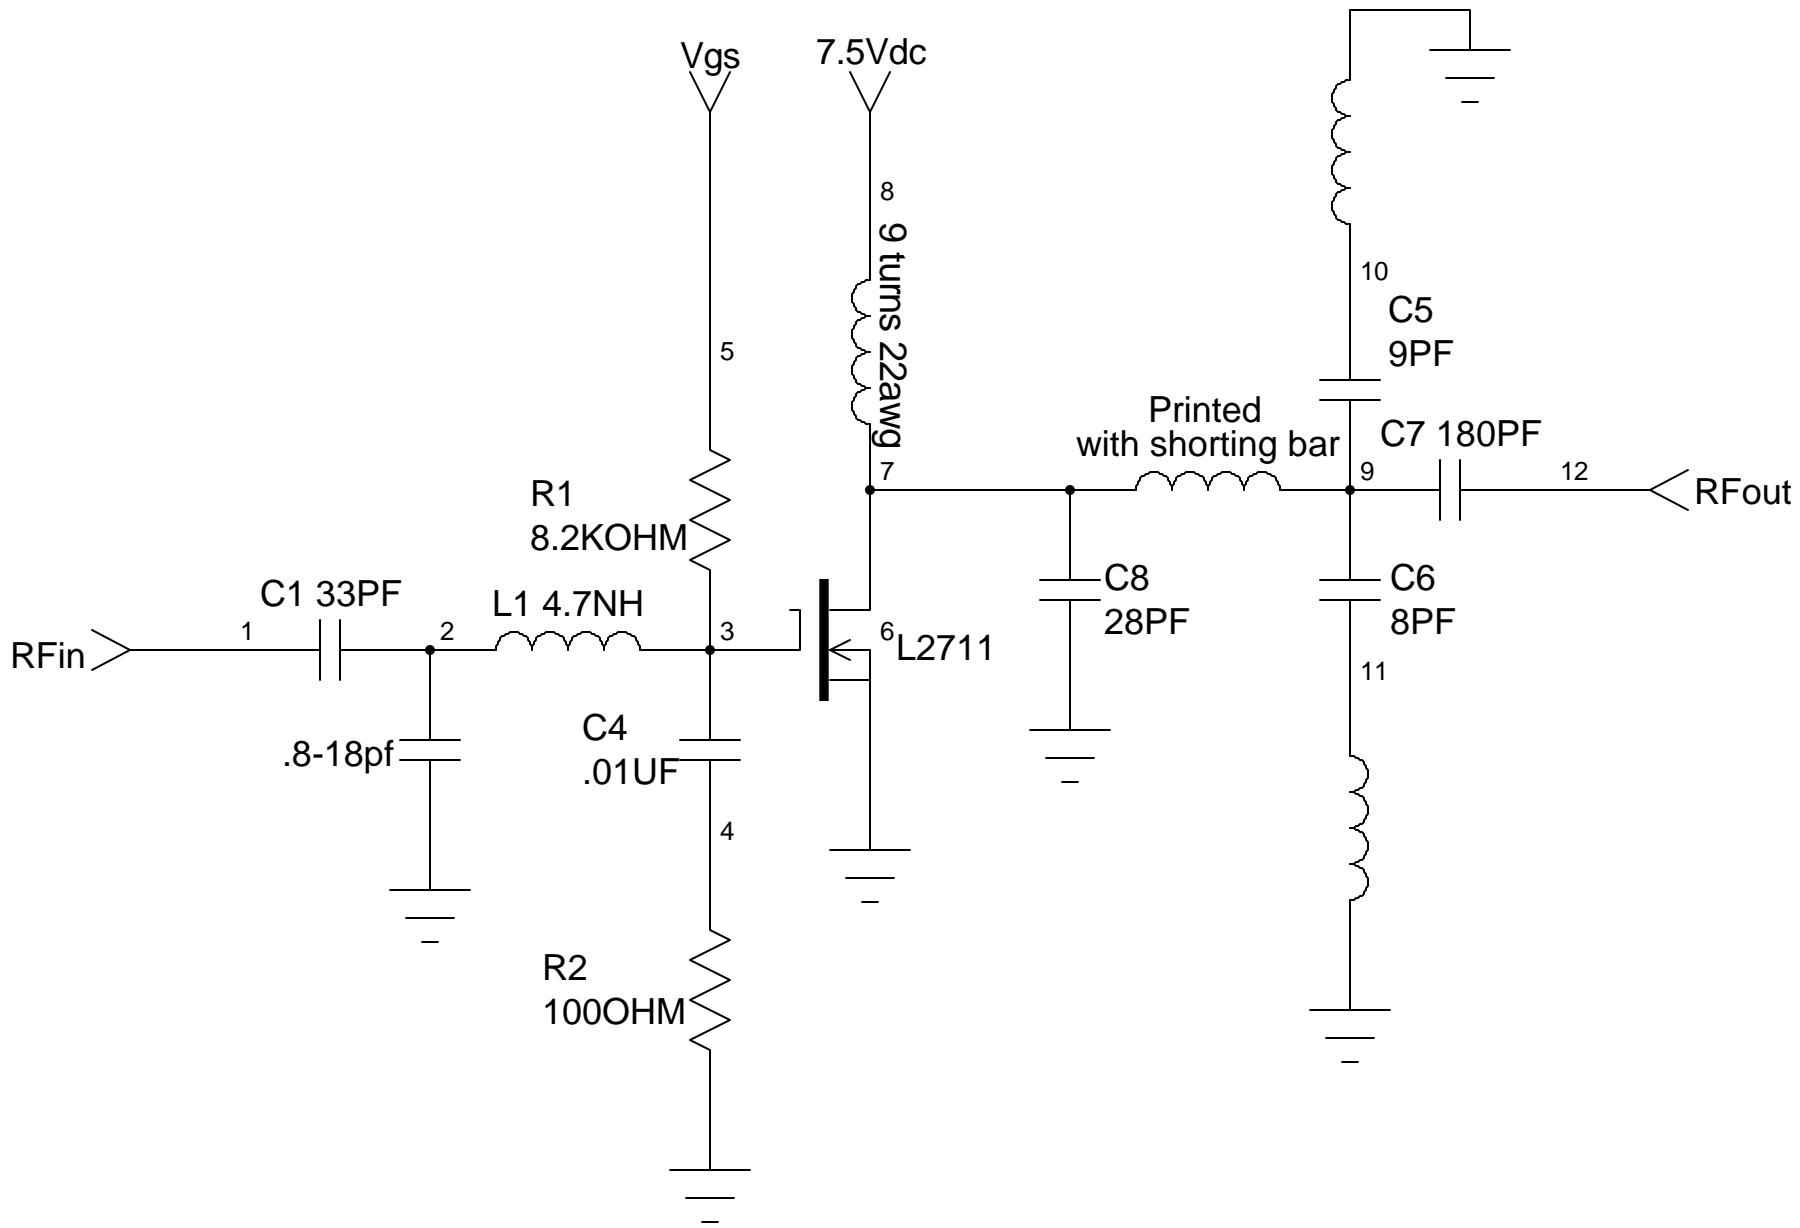 Vgs
7.5Vdc
8
9 turns 22awg
10
C5
9PF
5
Printed
with shorting bar
C7 180PF
7
9
12
RFout
R1
8.2KOHM
C1 33PF
L1 4.7NH
C8
28PF
C6
8PF
RFin
1
2
3
6
L2711
11
.8-18pf
C4
.01UF
4
R2
100OHM